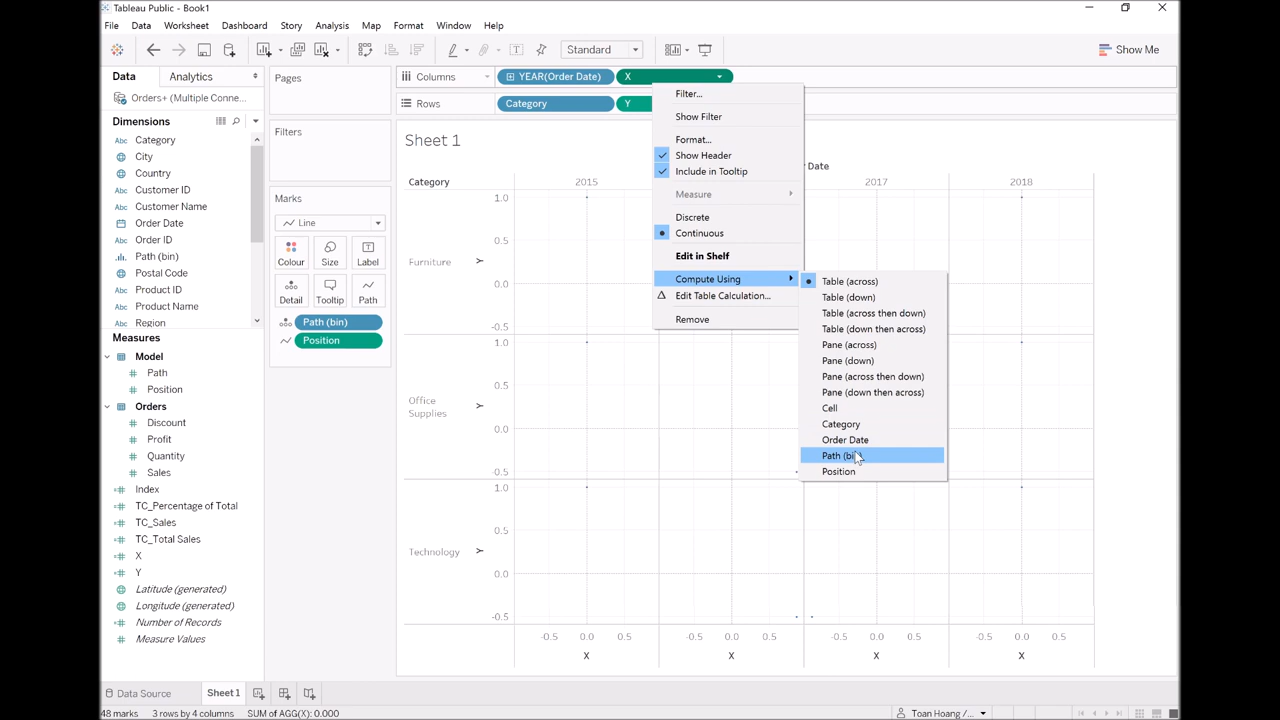 Tableau Public - Book1
File Data Worksheet Dashboard Story Analysis Map Format Window Help
Standard
Show Me
Data Analytics
Orders+ (Multiple Conne...
Dimensions
Abc Category
City
Country
Abc Customer ID
Abc Customer Name
Order Date
Abc Order ID
Path (bin)
Postal Code
Abc Product ID
Abc Product Name
Abc Region
Measures
Model
Path
Position
Orders
Discount
Profit
Quantity
Sales
Index
TC_Percentage of Total
TC_Sales
TC_Total Sales
X
Y
Latitude (generated)
Longitude (generated)
Number of Records
Measure Values
Pages
Filters
Marks
Line
Colour Size Label
Detail Tooltip Path
Path (bin)
Position
Columns YEAR(Order Date) X
Rows Category Y
Sheet 1
Date
Category 2015 2017 2018
Furniture Y 1.0 0.5 0.0 -0.5
Office
Supplies Y 1.0 0.5 0.0 -0.5
Technology Y 1.0 0.5 0.0 -0.5
-0.5 0.0 0.5 -0.5 0.0 0.5 -0.5 0.0 0.5 -0.5 0.0 0.5
X X X X
Filter...
Show Filter
Format...
Show Header
Include in Tooltip
Measure
Discrete
Continuous
Edit in Shelf
Compute Using
Edit Table Calculation...
Remove
Table (across)
Table (down)
Table (across then down)
Table (down then across)
Pane (across)
Pane (down)
Pane (across then down)
Pane (down then across)
Cell
Category
Order Date
Path (bin)
Position
Data Source Sheet 1
48 marks 3 rows by 4 columns SUM of AGG(X): 0.000 Toan Hoang /...